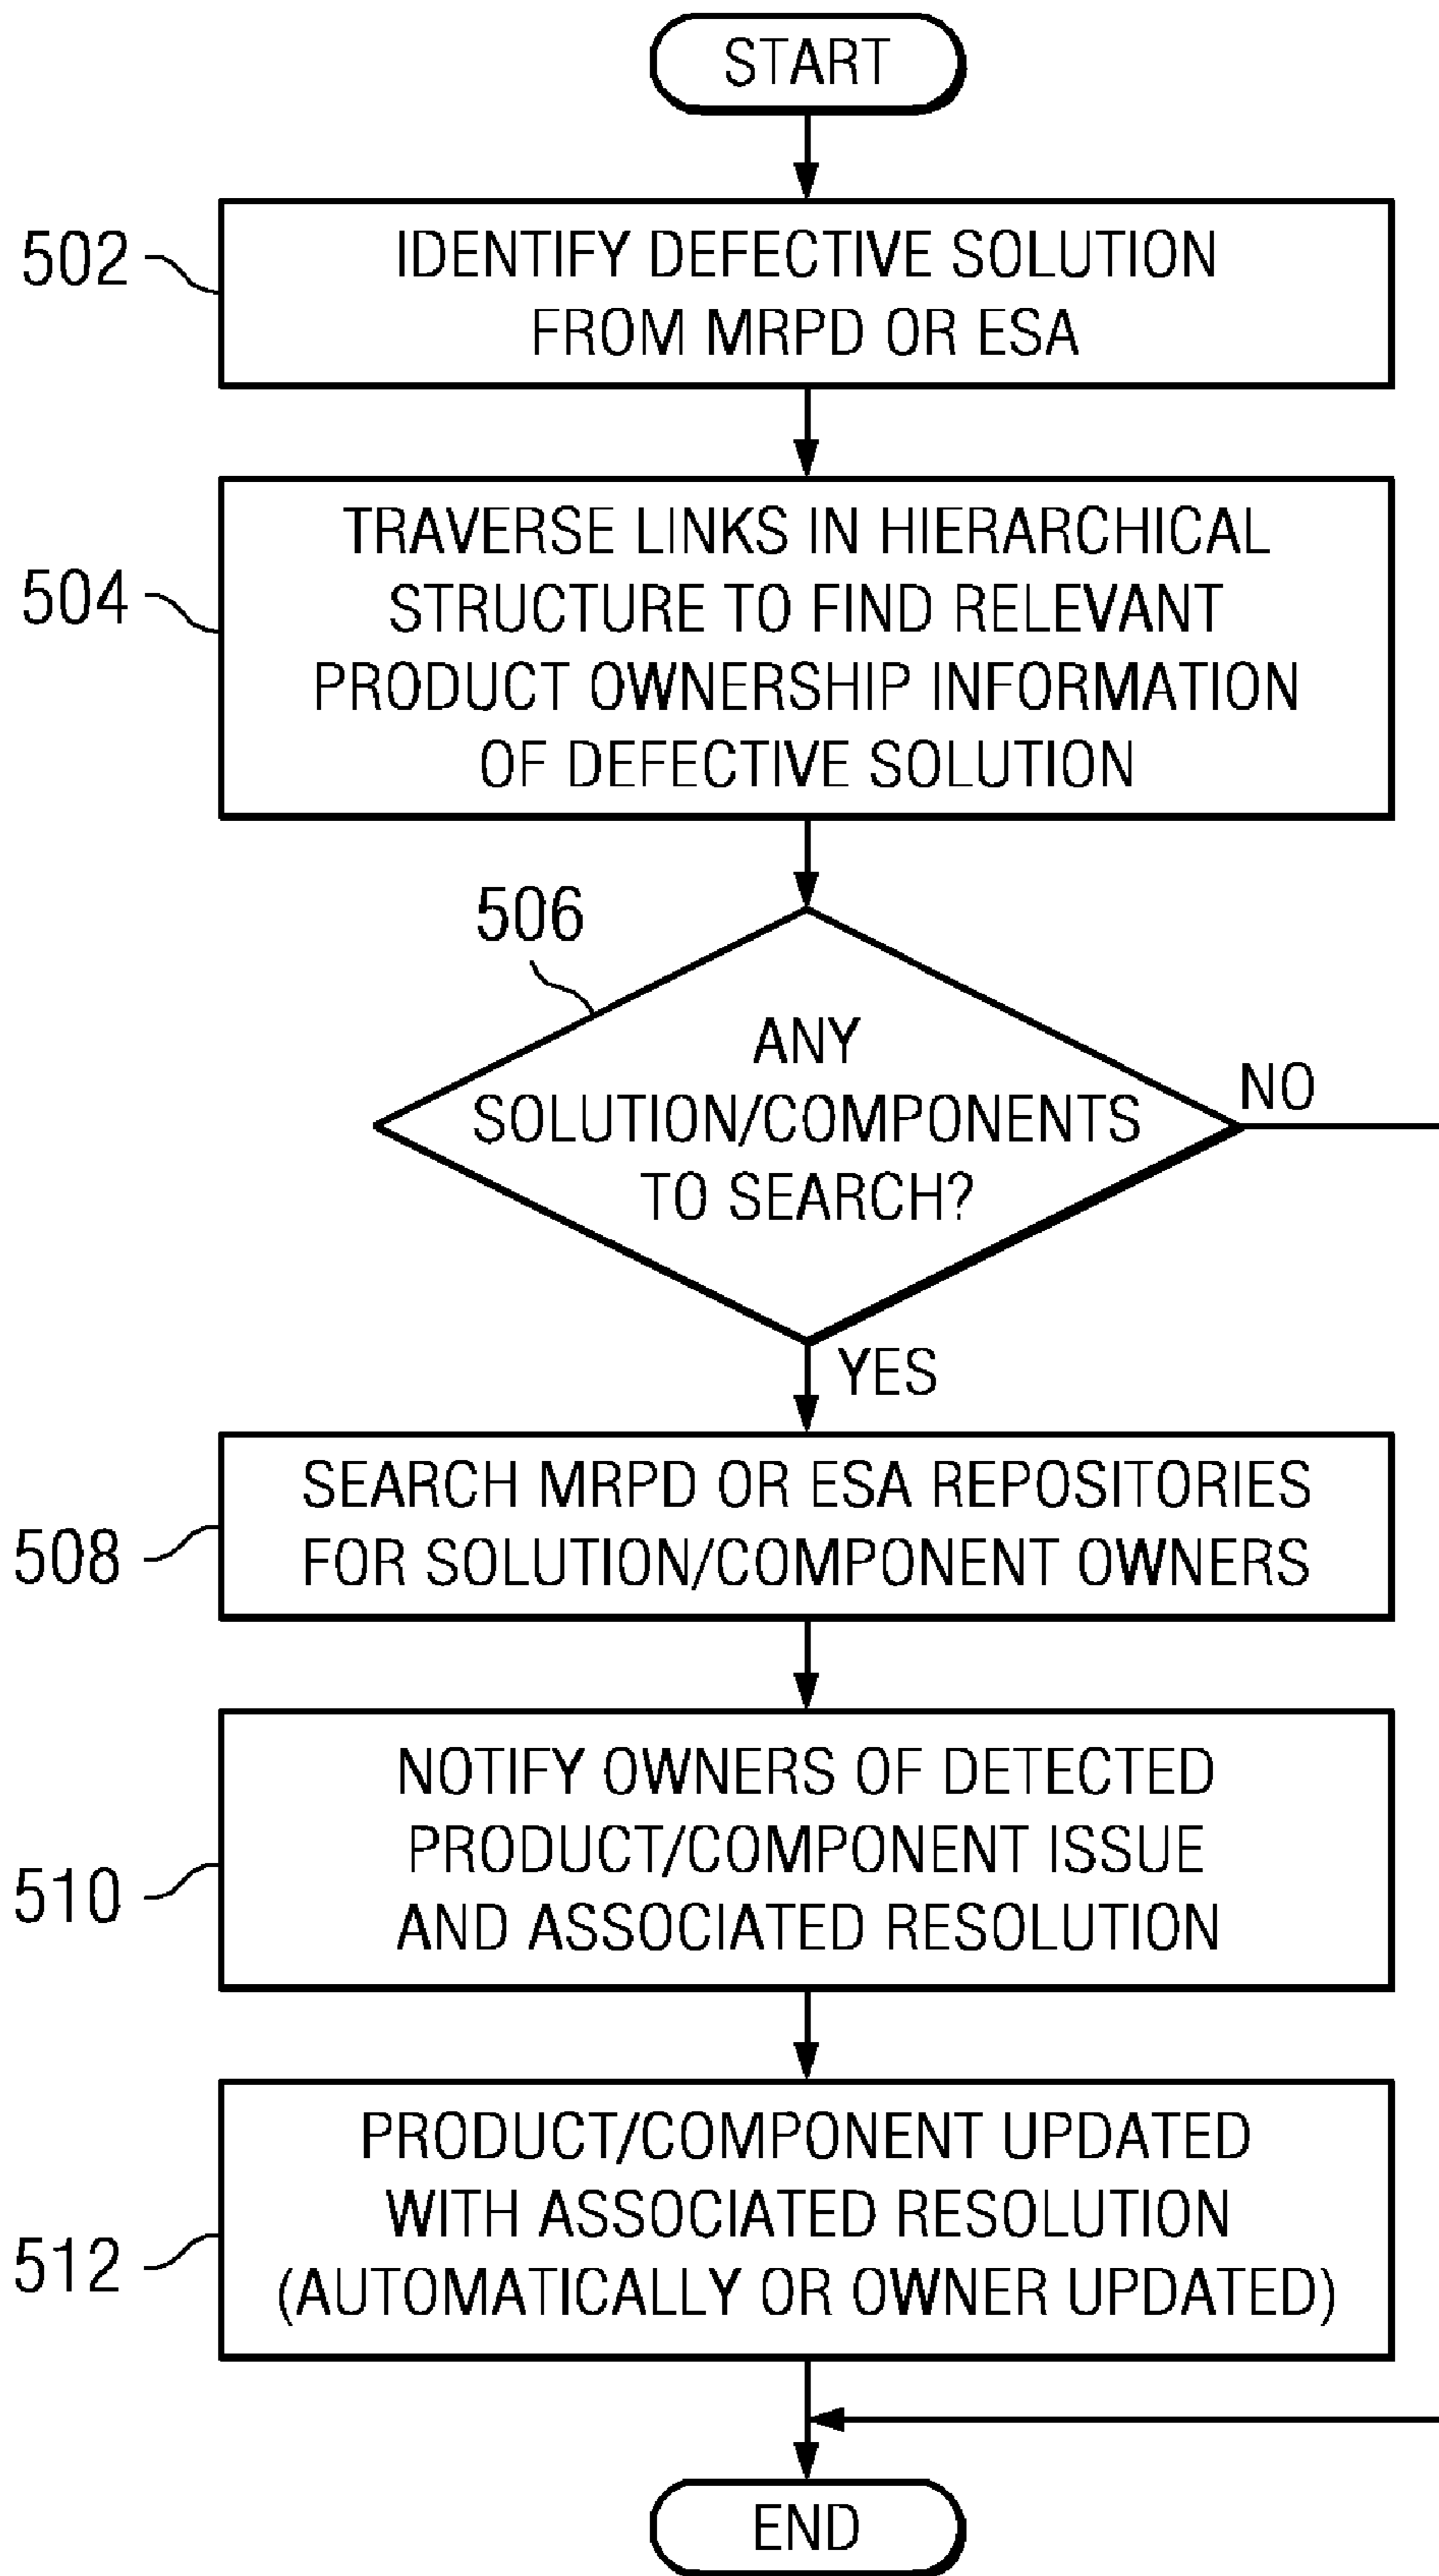 START
502
IDENTIFY DEFECTIVE SOLUTION
FROM MRPD OR ESA
504
TRAVERSE LINKS IN HIERARCHICAL
STRUCTURE TO FIND RELEVANT
PRODUCT OWNERSHIP INFORMATION
OF DEFECTIVE SOLUTION
506
ANY
SOLUTION/COMPONENTS
TO SEARCH?
NO
YES
508
SEARCH MRPD OR ESA REPOSITORIES
FOR SOLUTION/COMPONENT OWNERS
510
NOTIFY OWNERS OF DETECTED
PRODUCT/COMPONENT ISSUE
AND ASSOCIATED RESOLUTION
512
PRODUCT/COMPONENT UPDATED
WITH ASSOCIATED RESOLUTION
(AUTOMATICALLY OR OWNER UPDATED)
END